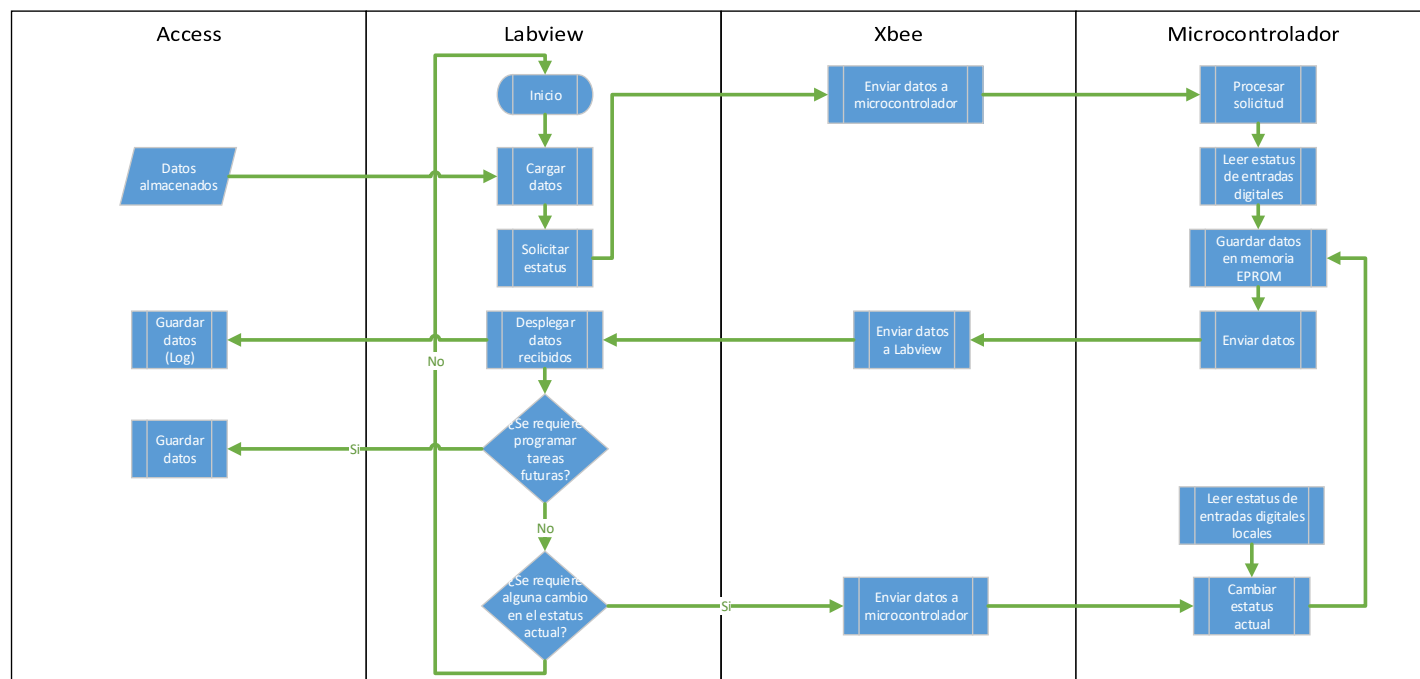 Access
Labview
Xbee
Microcontrolador
Inicio
Enviar datos a
microcontrolador
Procesar
solicitud
Datos
almacenados
Cargar
datos
Leer estatus
de entradas
digitales
Solicitar
estatus
Guardar datos
en memoria
EPROM
Guardar
datos
(Log)
Desplegar
datos
recibidos
Enviar datos
a Labview
Enviar datos
No
Guardar
datos
Si
¿Se requiere
programar
tareas
futuras?
No
Leer estatus de
entradas digitales
locales
¿Se requiere
alguna cambio
en el estatus
actual?
Si
Enviar datos a
microcontrolador
Cambiar
estatus
actual